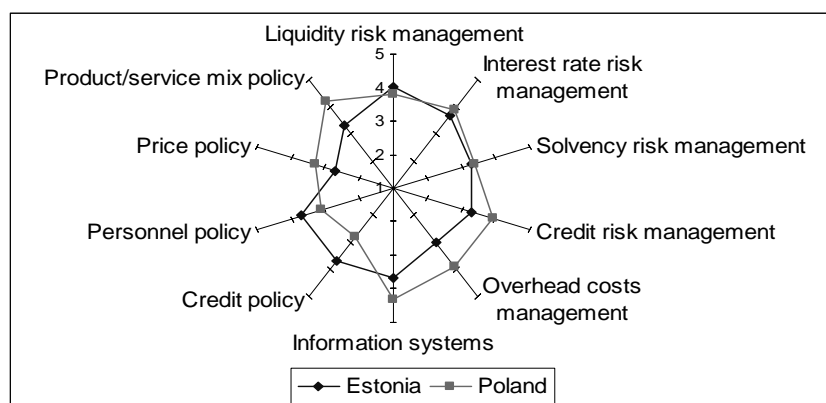 Liquidity risk management
5
Product/service mix policy
4
Interest rate risk
management
3
Price policy
2
Solvency risk management
1
Personnel policy
Credit risk management
Credit policy
Overhead costs
management
Information systems
Estonia
Poland